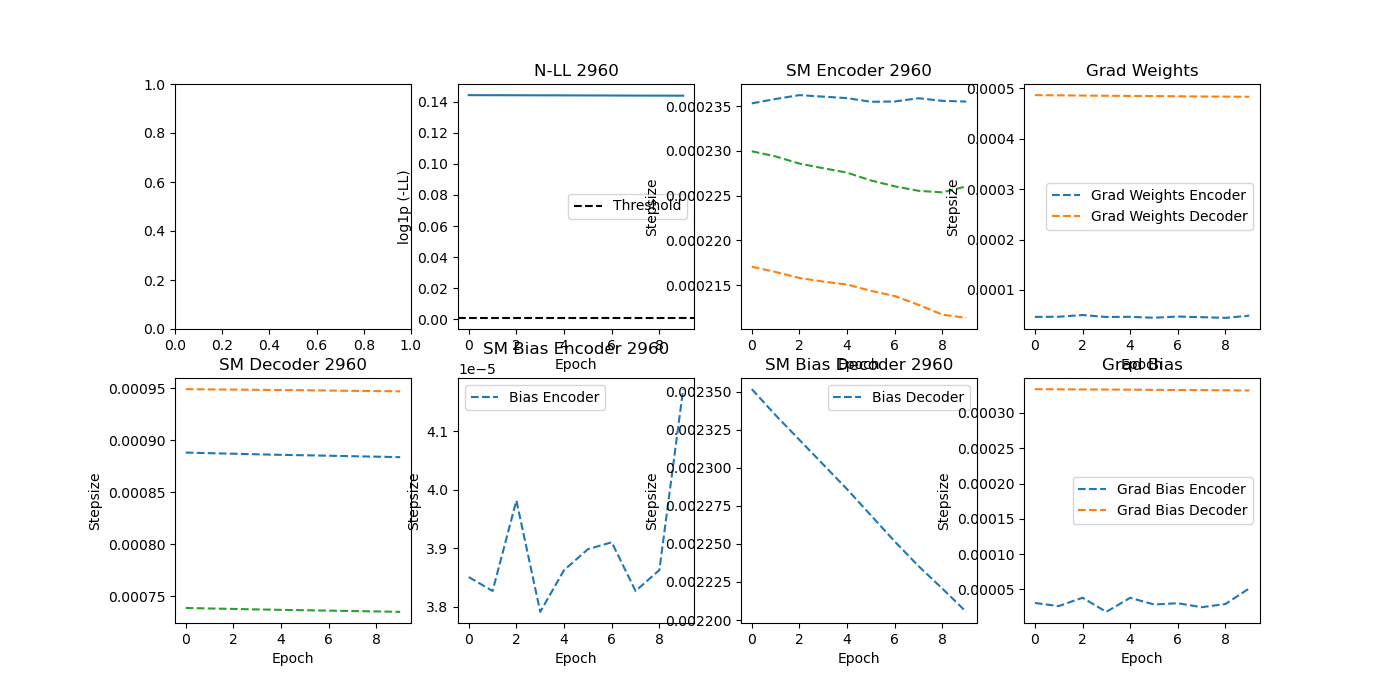 1.0
0.8
0.6
0.4
0.2
0.0
0.0 0.2 0.4 0.6 0.8 1.0
N-LL 2960
log1p (-LL)
0.14
0.12
0.10
0.08
0.06
0.04
0.02
0.00
Threshold
0 2 4 6 8
Epoch
SM Encoder 2960
Stepsize
0.000235
0.000230
0.000225
0.000220
0.000215
0 2 4 6 8
Epoch
Grad Weights
Stepsize
0.0005
0.0004
0.0003
0.0002
0.0001
Grad Weights Encoder
Grad Weights Decoder
0 2 4 6 8
Epoch
SM Decoder 2960
Stepsize
0.00095
0.00090
0.00085
0.00080
0.00075
0 2 4 6 8
Epoch
SM Bias Encoder 2960
1e−5
Stepsize
4.1
4.0
3.9
3.8
Bias Encoder
0 2 4 6 8
Epoch
SM Bias Decoder 2960
Stepsize
0.002350
0.002325
0.002300
0.002275
0.002250
0.002225
0.002200
Bias Decoder
0 2 4 6 8
Epoch
Grad Bias
Stepsize
0.00030
0.00025
0.00020
0.00015
0.00010
0.00005
Grad Bias Encoder
Grad Bias Decoder
0 2 4 6 8
Epoch